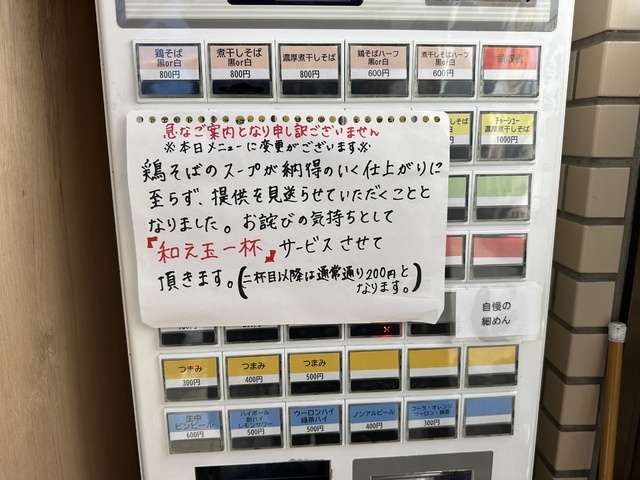 鶏そば
黒or白
800円
煮干しそば
黒or白
800円
濃厚煮干しそば
800円
鶏そばハーフ
黒or白
600円
煮干しそばハーフ
黒or白
600円
急なご案内となり申し訳ございません
※本日メニューに変更がございます※
鶏そばのスープが納得のいく仕上がりに
至らず、提供を見送らせていただくことと
なりました。お詫びの気持ちとして
『和え玉一杯』サービスさせて
頂きます。(二杯目以降は通常通り200円と
なります。)
チャーシュー
濃厚煮干しそば
1000円
自慢の
細めん
つまみ
300円
つまみ
400円
つまみ
500円
生中
ビンビール
600円
ハイボール
レモンサワー
500円
ウーロンハイ
緑茶ハイ
500円
ノンアルビール
400円
コーラ・オレンジ
ウーロン・緑茶
300円